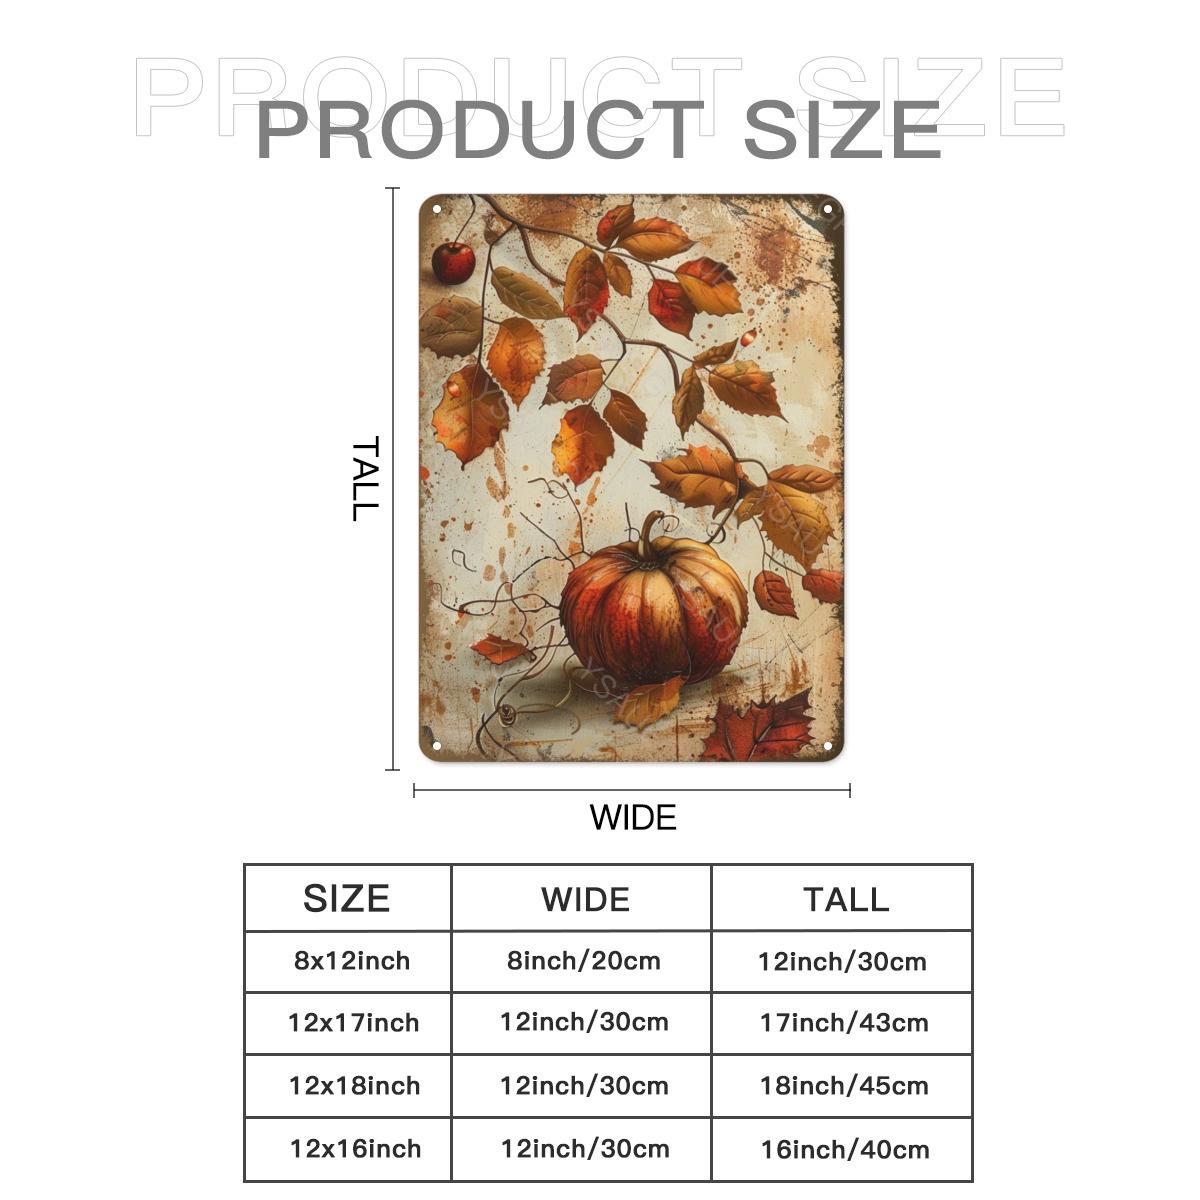 PRODUCT SIZE
PRODUCT SIZE
TALL
WIDE
SIZE WIDE TALL
8x12inch 8inch/20cm 12inch/30cm
12x17inch 12inch/30cm 17inch/43cm
12x18inch 12inch/30cm 18inch/45cm
12x16inch 12inch/30cm 16inch/40cm